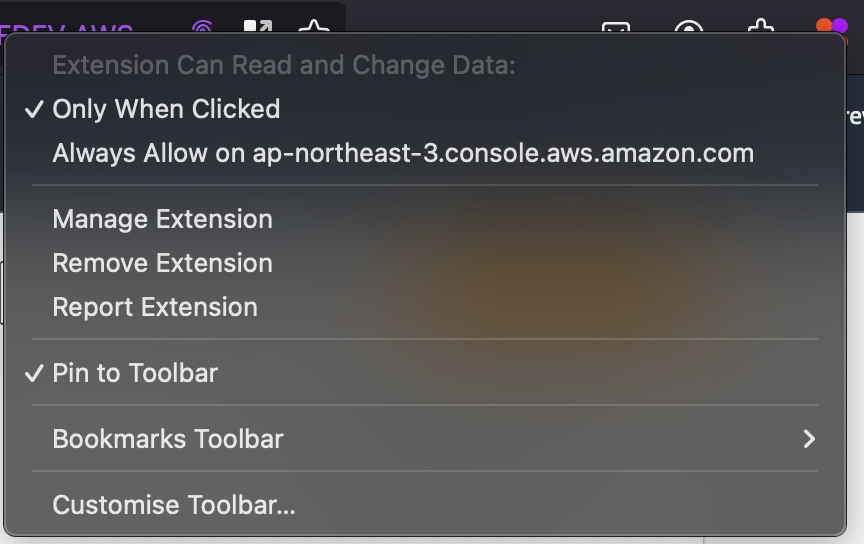 Extension Can Read and Change Data:
Only When Clicked
Always Allow on ap-northeast-3.console.aws.amazon.com
Manage Extension
Remove Extension
Report Extension
Pin to Toolbar
Bookmarks Toolbar
Customise Toolbar...